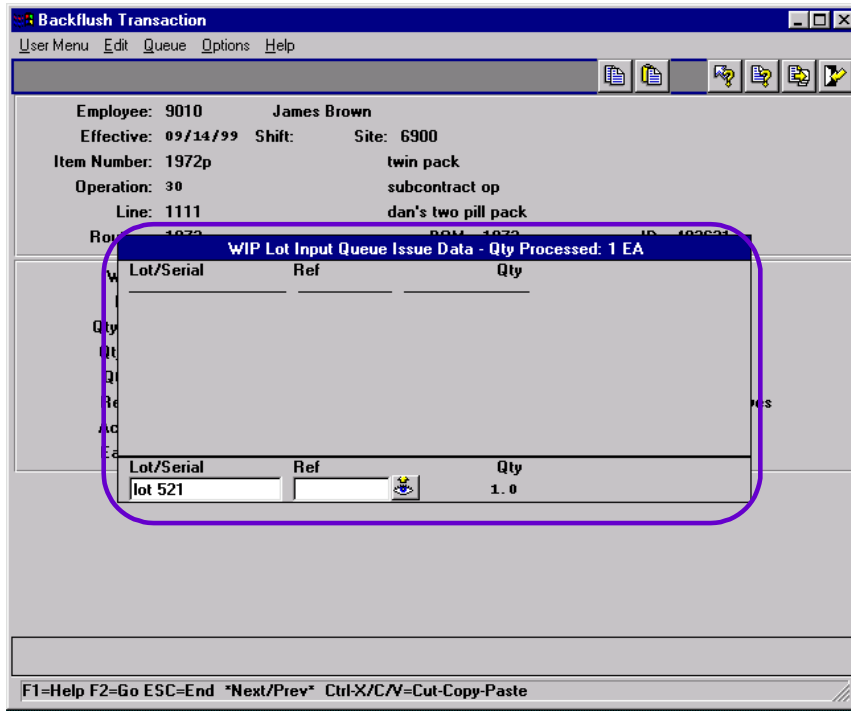 Backflush Transaction
User Menu Edit Queue Options Help
Employee: 9010 James Brown
Effective: 09/14/99 Shift: Site: 6900
Item Number: 1972p twin pack
Operation: 30 subcontract op
Line: 1111 dan's two pill pack
WIP Lot Input Queue Issue Data - Qty Processed: 1 EA
Lot/Serial Ref Qty
Lot/Serial Ref Qty
lot 521 1.0
F1=Help F2=Go ESC=End *Next/Prev* Ctrl-X/C/V=Cut-Copy-Paste